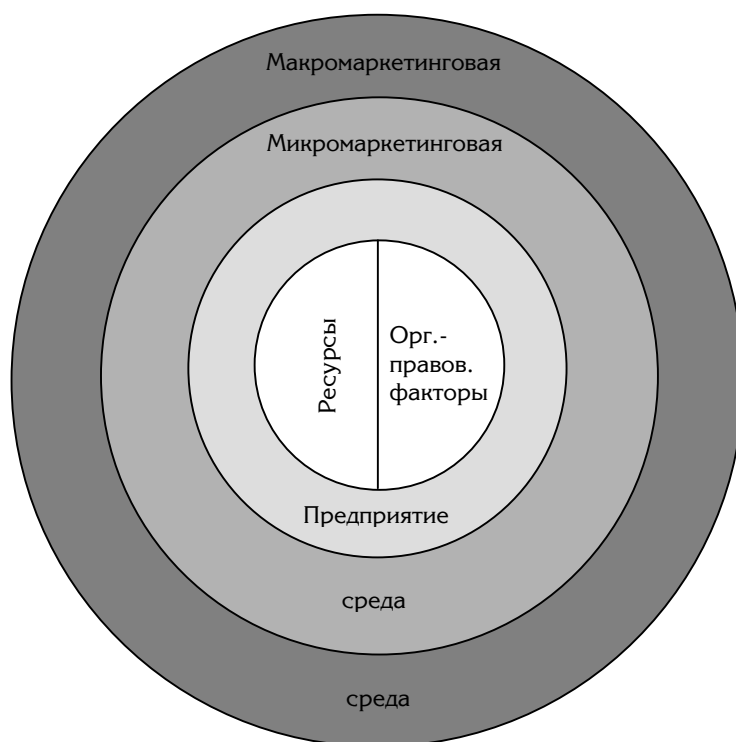 Макромаркетинговая
Микромаркетинговая
Ресурсы
Орг.-
правов.
факторы
Предприятие
среда
среда